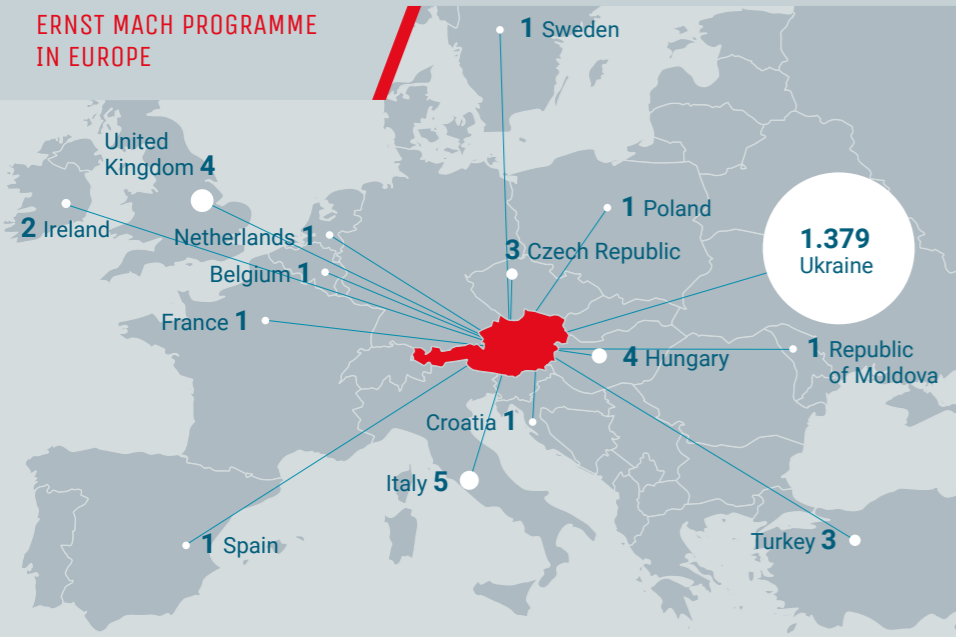 ERNST MACH PROGRAMME
IN EUROPE
1 Sweden
United
Kingdom 4
2 Ireland
Netherlands 1
Belgium 1
France 1
1 Poland
3 Czech Republic
1.379
Ukraine
4 Hungary
1 Republic
of Moldova
Croatia 1
Italy 5
1 Spain
Turkey 3